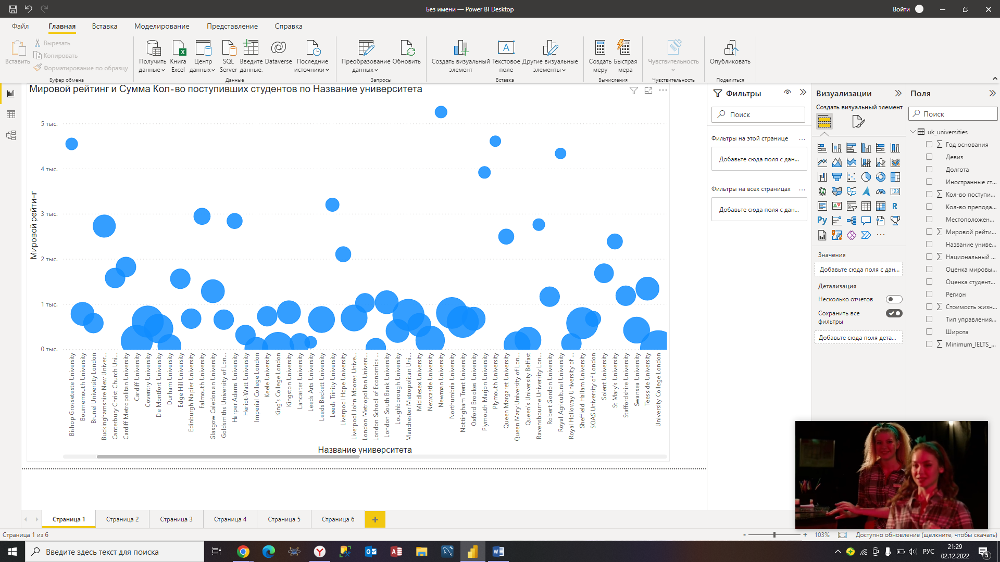 Без имени — Power BI Desktop
Войти
Файл
Главная
Вставка
Моделирование
Представление
Справка
Вставить
Вырезать
Копировать
Форматирование по образцу
Буфер обмена
Получить данные
Книга Excel
Центр данных
SQL Server
Введите данные.
Dataverse
Последние источники
Данные
Преобразование данных
Обновить
Запросы
Создать визуальный элемент
Текстовое поле
Другие визуальные элементы
Вставка
Создать меру
Быстрая мера
Вычисления
Чувствительность
Чувствительность
Опубликовать
Поделиться
Мировой рейтинг и Сумма Кол-во поступивших студентов по Название университета
Мировой рейтинг
5 тыс.
4 тыс.
3 тыс.
2 тыс.
1 тыс.
0 тыс.
Bishop Grosseteste University
Bournemouth University
Brunel University London
Buckinghamshire New Univer...
Canterbury Christ Church Uni...
Cardiff Metropolitan University
Cardiff University
Coventry University
De Montfort University
Durham University
Edge Hill University
Edinburgh Napier University
Falmouth University
Glasgow Caledonian University
Goldsmiths University of Lon...
Harper Adams University
Heriot-Watt University
Imperial College London
Keele University
King's College London
Kingston University
Lancaster University
Leeds Arts University
Leeds Beckett University
Leeds Trinity University
Liverpool Hope University
Liverpool John Moores Unive...
London Metropolitan Univers...
London School of Economics ...
London South Bank University
Loughborough University
Manchester Metropolitan Uni...
Middlesex University
Newcastle University
Newman University
Northumbria University
Nottingham Trent University
Oxford Brookes University
Plymouth Marjon University
Plymouth University
Queen Margaret University
Queen Mary University of Lon...
Queen's University Belfast
Ravensbourne University Lon...
Robert Gordon University
Royal Agricultural University
Royal Holloway University of ...
Sheffield Hallam University
SOAS University of London
Solent University
St Mary's University
Staffordshire University
Swansea University
Teesside University
University College London
Название университета
Фильтры
Поиск
Фильтры на этой странице
Добавьте сюда поля с дан...
Фильтры на всех страницах
Добавьте сюда поля с дан...
Визуализации
Создать визуальный элемент
123
R
Py
Значения
Добавьте сюда поля с дан...
Детализация
Несколько отчетов
Сохранить все фильтры
Добавьте сюда поля дета...
Поля
Поиск
uk_universities
Год основания
Девиз
Долгота
Иностранные ст...
Кол-во поступи...
Кол-во препода...
Местоположен...
Мировой рейти...
Название униве...
Национальный ...
Оценка мировы...
Оценка студент...
Регион
Стоимость жизн...
Тип управления...
Широта
Minimum_IELTS_...
Страница 1
Страница 2
Страница 3
Страница 4
Страница 5
Страница 6
Страница 1 из 6
103%
Доступно обновление (щелкните, чтобы скачать)
Введите здесь текст для поиска
РУС
21:29
02.12.2022
5